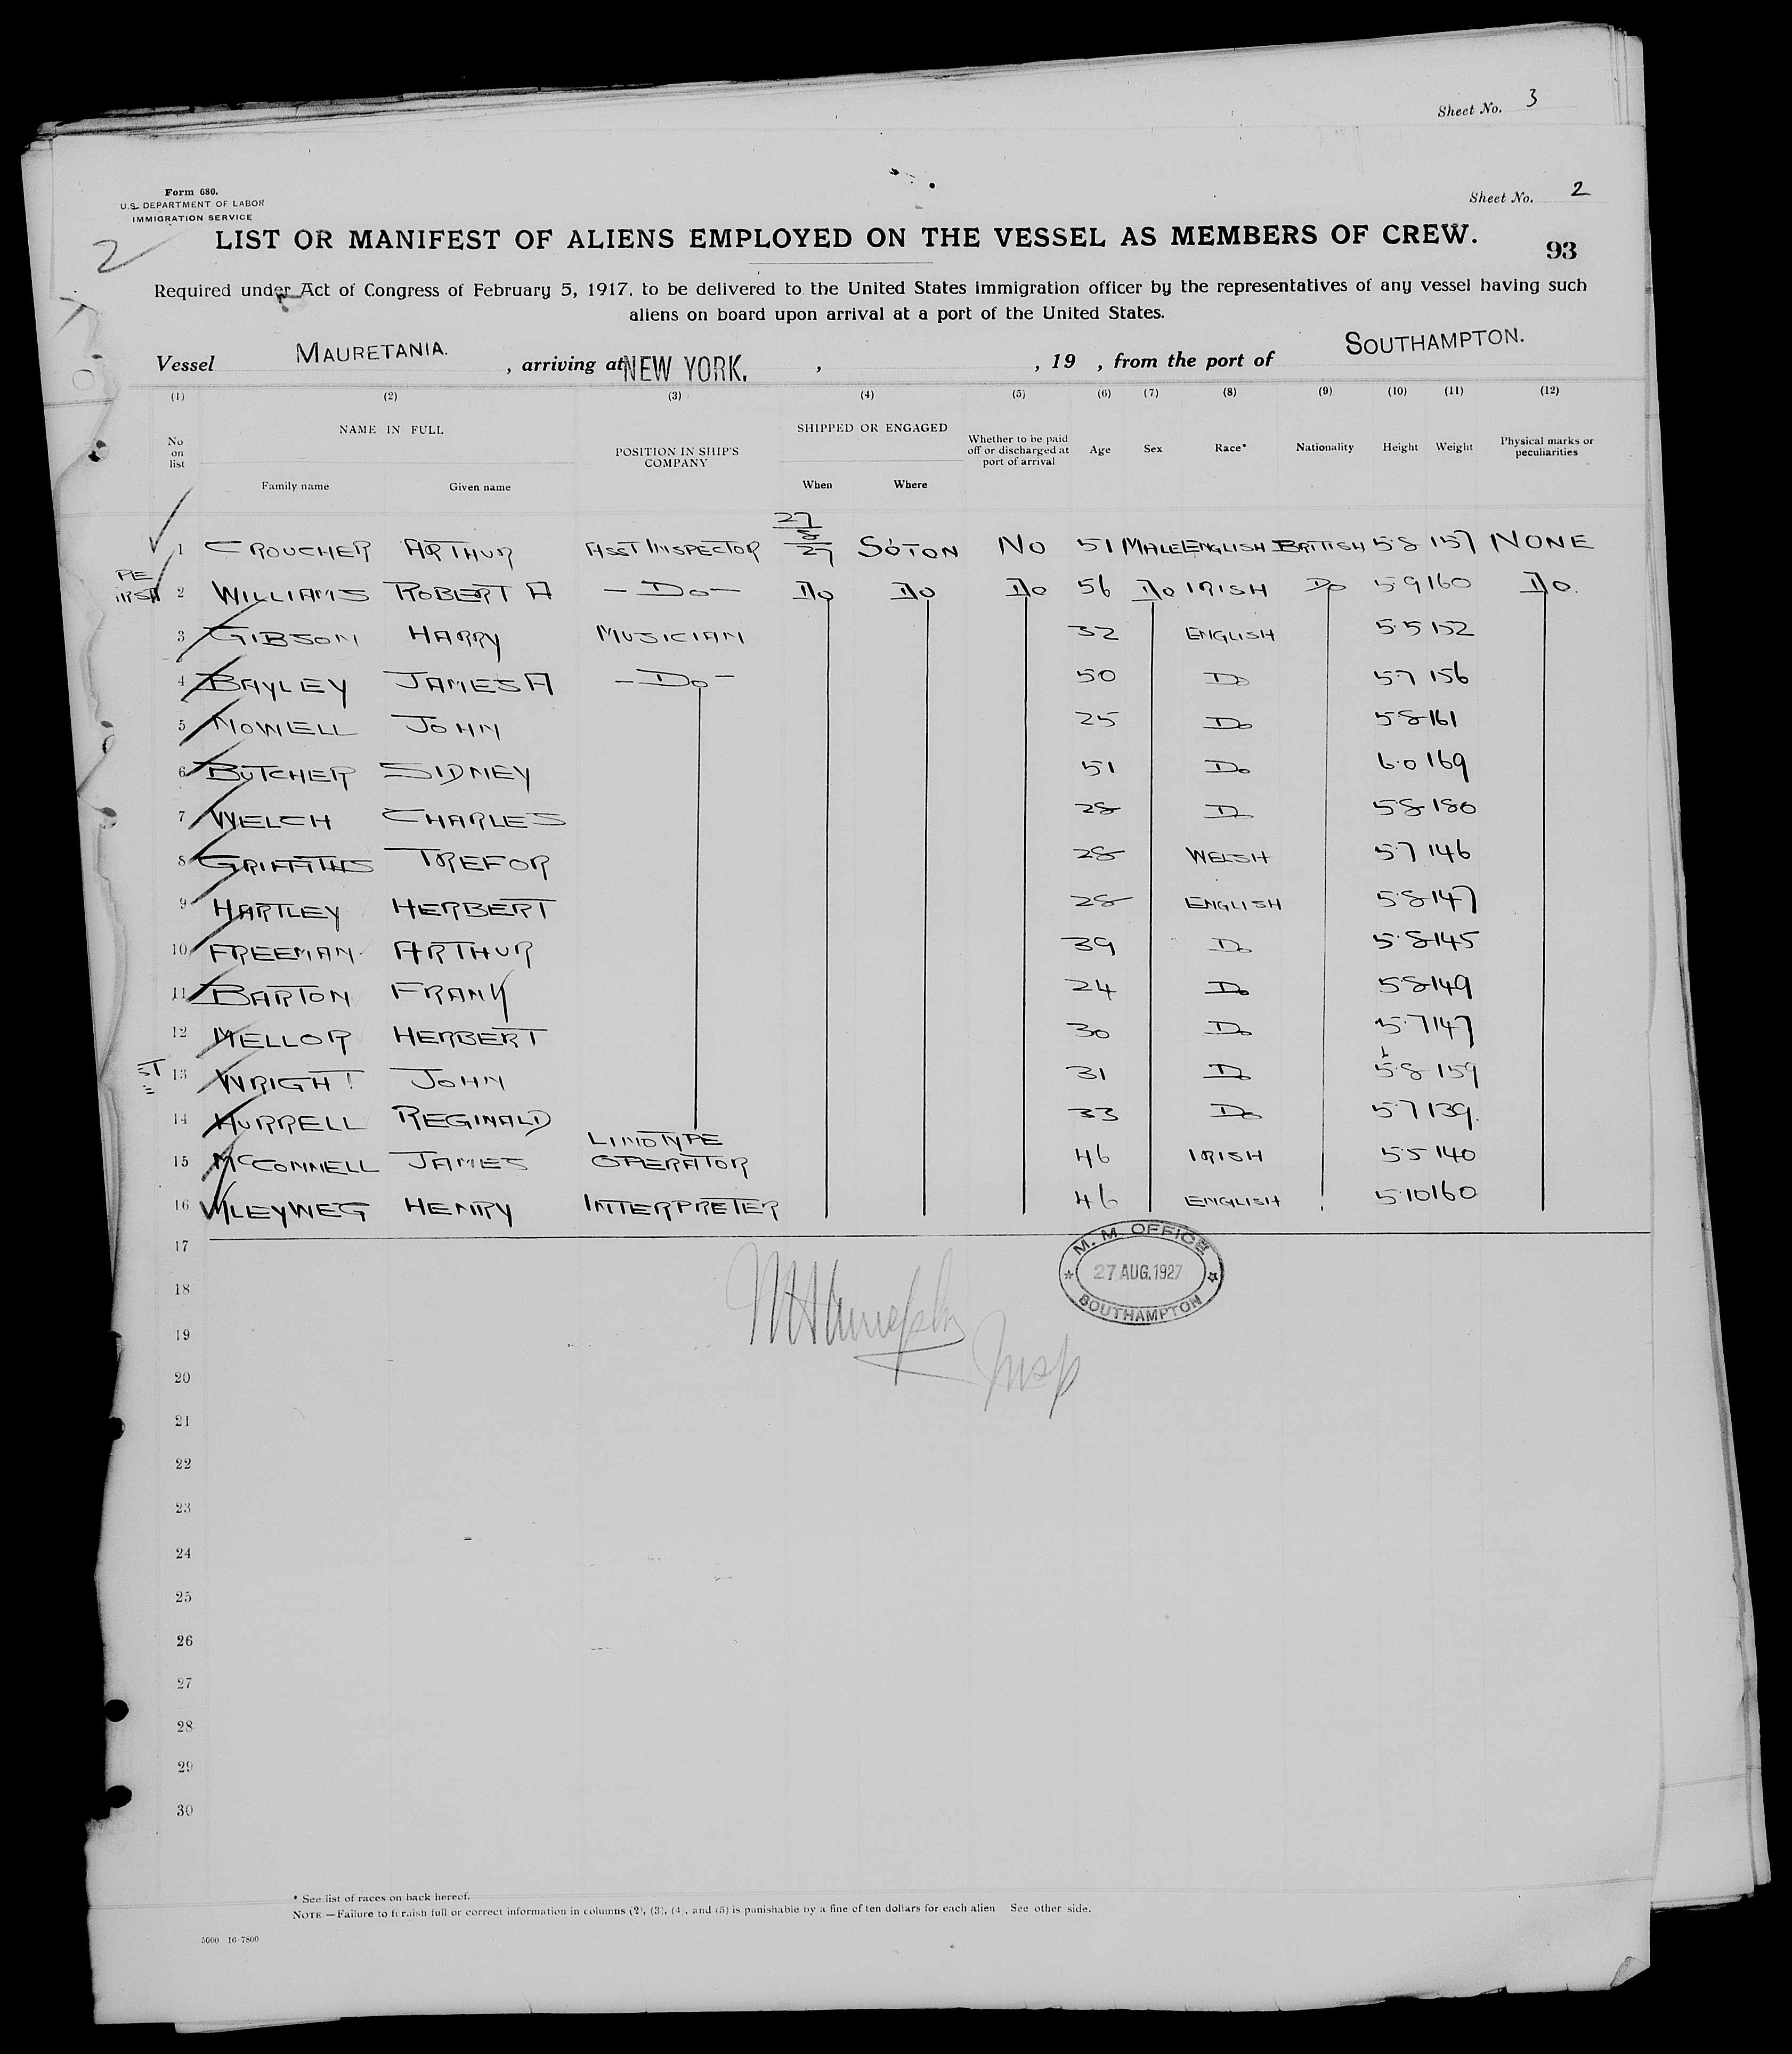 Sheet No. 3
Form 680.
U.S. DEPARTMENT OF LABOR
IMMIGRATION SERVICE
Sheet No. 2
2
LIST OR MANIFEST OF ALIENS EMPLOYED ON THE VESSEL AS MEMBERS OF CREW.
93
Required under Act of Congress of February 5, 1917, to be delivered to the United States immigration officer by the representatives of any vessel having such
aliens on board upon arrival at a port of the United States.
Vessel MAURETANIA. , arriving at NEW YORK. , , 19 , from the port of SOUTHAMPTON.
(1) (2) (3) (4) (5) (6) (7) (8) (9) (10) (11) (12)
No on list NAME IN FULL POSITION IN SHIP'S COMPANY SHIPPED OR ENGAGED Whether to be paid off or discharged at port of arrival Age Sex Race* Nationality Height Weight Physical marks or peculiarities
Family name Given name When Where
1 CROUCHER ARTHUR ASST INSPECTOR 27/8/27 SOTON NO 51 MALE ENGLISH BRITISH 5·8 157 NONE
PE
2 WILLIAMS ROBERT A — Do — Do Do Do 56 Do IRISH Do 5·9 160 Do.
3 GIBSON HARRY MUSICIAN 32 ENGLISH 5·5 152
4 BAYLEY JAMES A — Do — 50 Do 5·7 156
5 NOWELL JOHN 25 Do 5·8 161
6 BUTCHER SIDNEY 51 Do 6·0 169
7 WELCH CHARLES 28 Do 5·8 180
8 GRIFFITHS TREFOR 28 WELSH 5·7 146
9 HARTLEY HERBERT 28 ENGLISH 5·8 147
10 FREEMAN ARTHUR 39 Do 5·8 145
11 BARTON FRANK 24 Do 5·8 149
12 MELLOR HERBERT 30 Do 5·7 147
ST
13 WRIGHT JOHN 31 Do 5·8 159
14 HURRELL REGINALD 33 Do 5·7 139.
15 McCONNELL JAMES LINOTYPE OPERATOR 46 IRISH 5·5 140
16 VLEYWEG HENRY INTERPRETER 46 ENGLISH 5·10 160
17
M. M. OFFICE
27 AUG. 1927
SOUTHAMPTON
18
19
Insp
20
21
22
23
24
25
26
27
28
29
30
* See list of races on back hereof.
NOTE.—Failure to furnish full or correct information in columns (2), (3), (4), and (5) is punishable by a fine of ten dollars for each alien See other side.
5000 16-7800